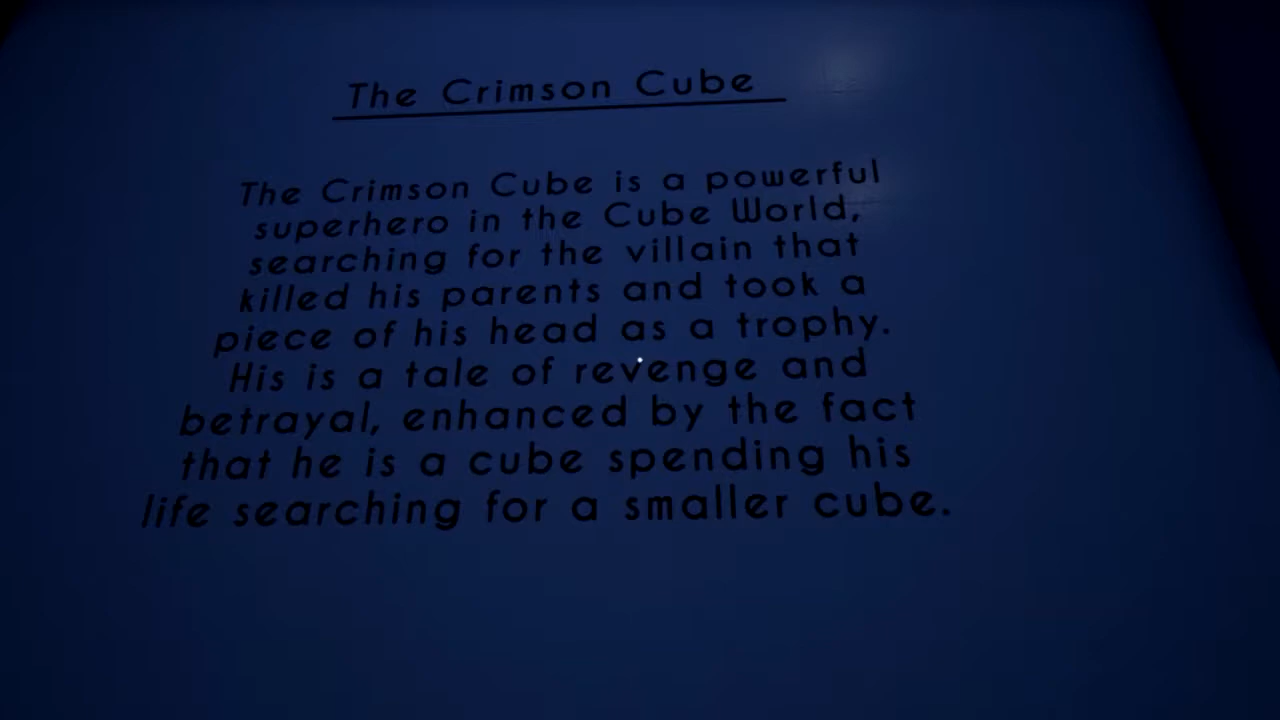 The Crimson Cube
The Crimson Cube is a powerful
superhero in the Cube World,
searching for the villain that
killed his parents and took a
piece of his head as a trophy.
His is a tale of revenge and
betrayal, enhanced by the fact
that he is a cube spending his
life searching for a smaller cube.